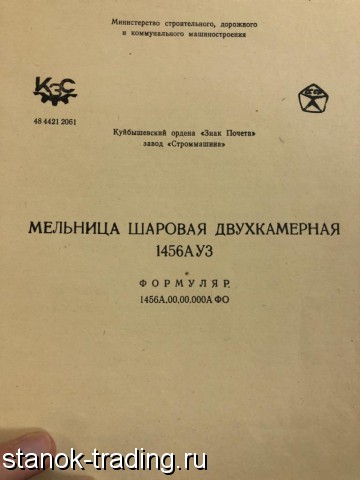 Министерство строительного, дорожного
и коммунального машиностроения
КЗС
48 4421 2061
Куйбышевский ордена «Знак Почета»
завод «Строммашина»
МЕЛЬНИЦА ШАРОВАЯ ДВУХКАМЕРНАЯ
1456АУЗ
ФОРМУЛЯР,
1456А.00.00.000А ФО
stanok-trading.ru